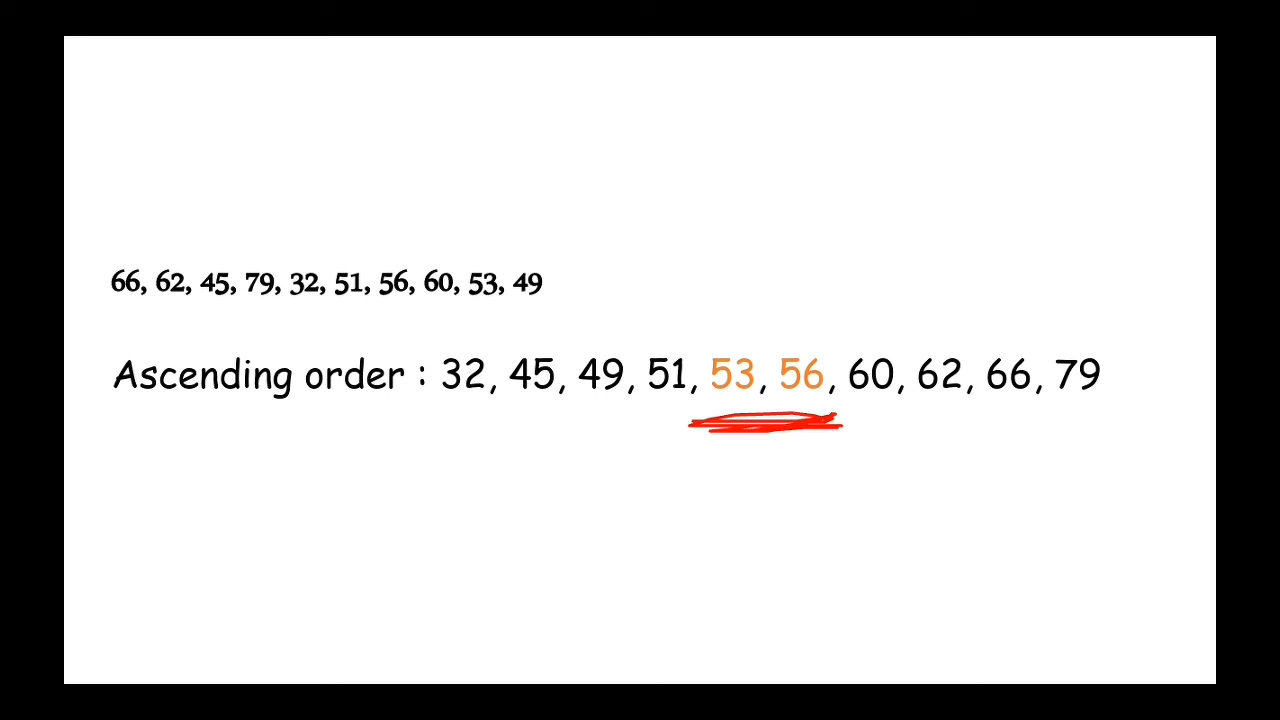 66, 62, 45, 79, 32, 51, 56, 60, 53, 49
Ascending order : 32, 45, 49, 51, 53, 56, 60, 62, 66, 79